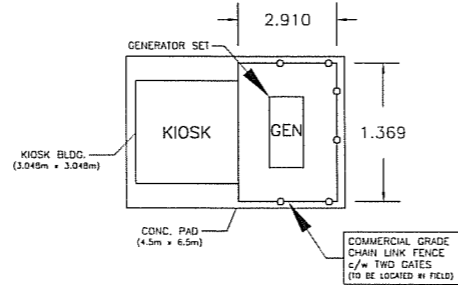 2.910
GENERATOR SET
KIOSK
GEN
1.369
KIOSK BLDG.
(3.048m x 3.048m)
CONC. PAD
(4.5m x 6.5m)
COMMERCIAL GRADE
CHAIN LINK FENCE
c/w TWO GATES
(TO BE LOCATED IN FIELD)